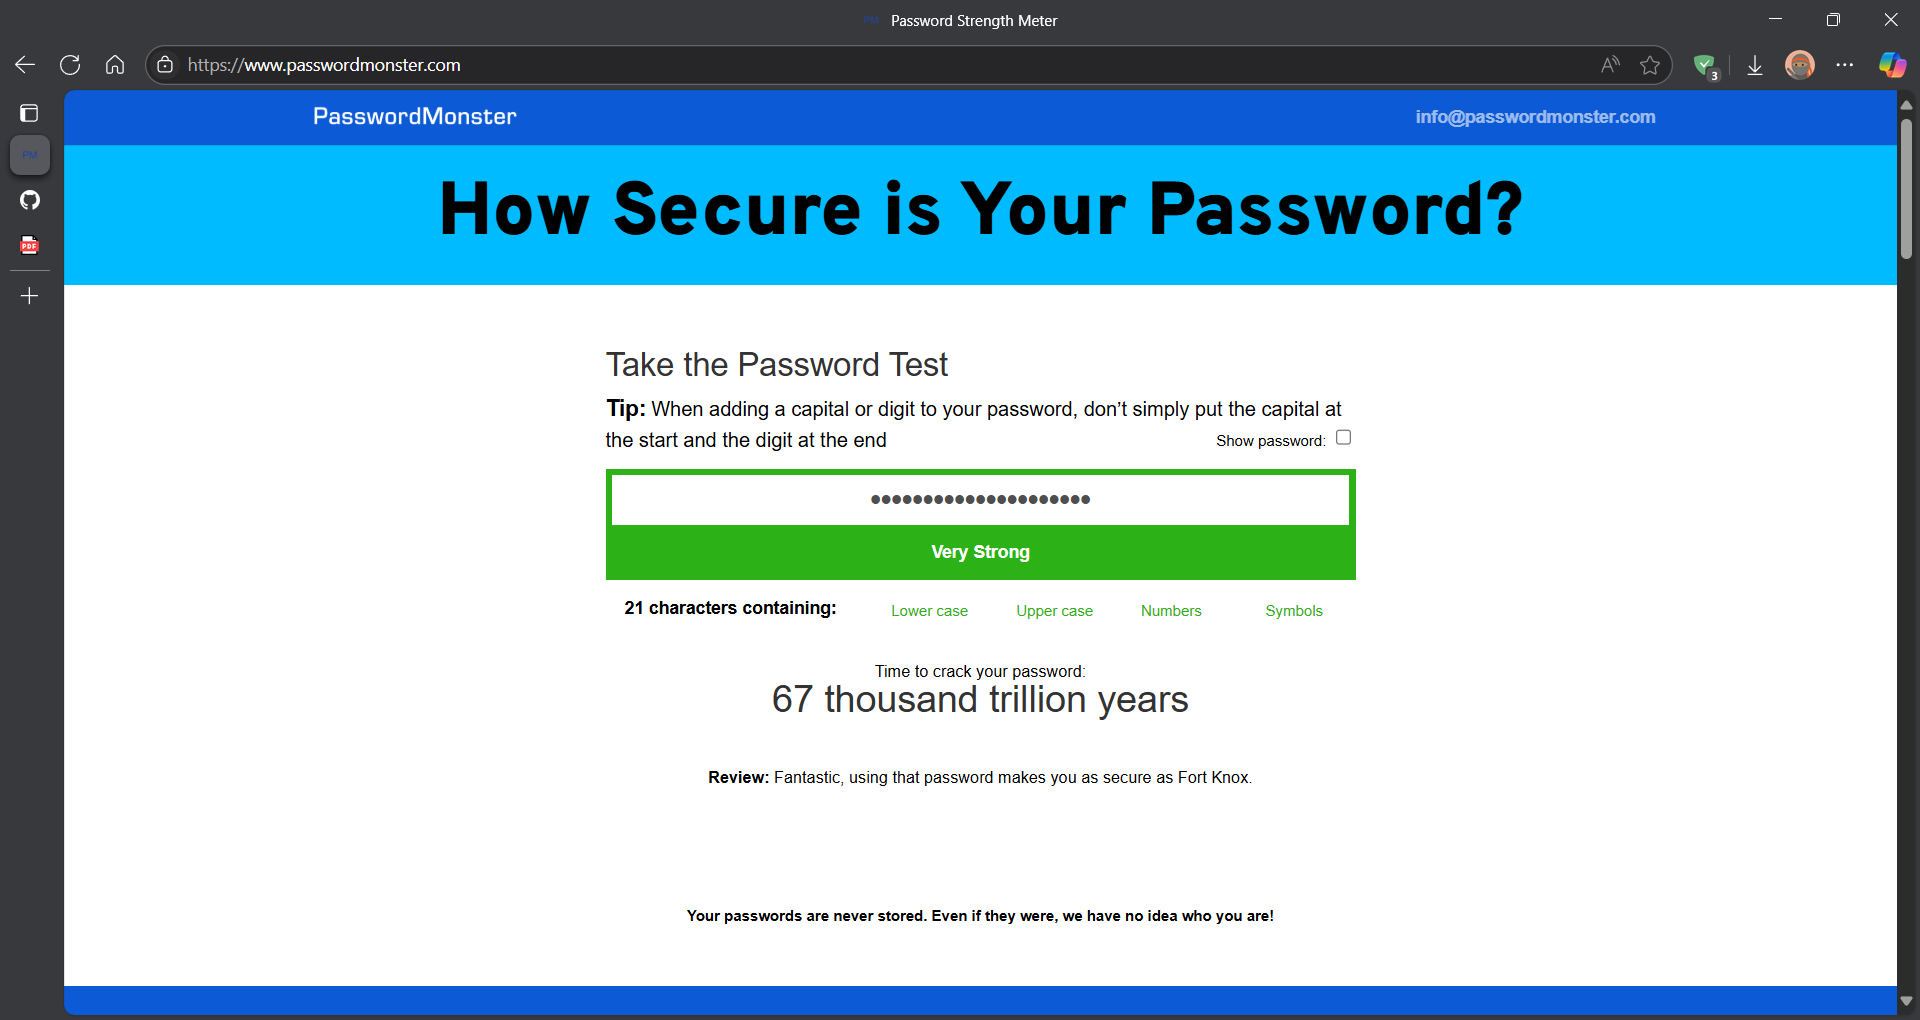 PM Password Strength Meter
https://www.passwordmonster.com
3
PasswordMonster
info@passwordmonster.com
PM
PDF
How Secure is Your Password?
Take the Password Test
Tip: When adding a capital or digit to your password, don’t simply put the capital at
the start and the digit at the end
Show password:
•••••••••••••••••••••
Very Strong
21 characters containing:
Lower case
Upper case
Numbers
Symbols
Time to crack your password:
67 thousand trillion years
Review: Fantastic, using that password makes you as secure as Fort Knox.
Your passwords are never stored. Even if they were, we have no idea who you are!